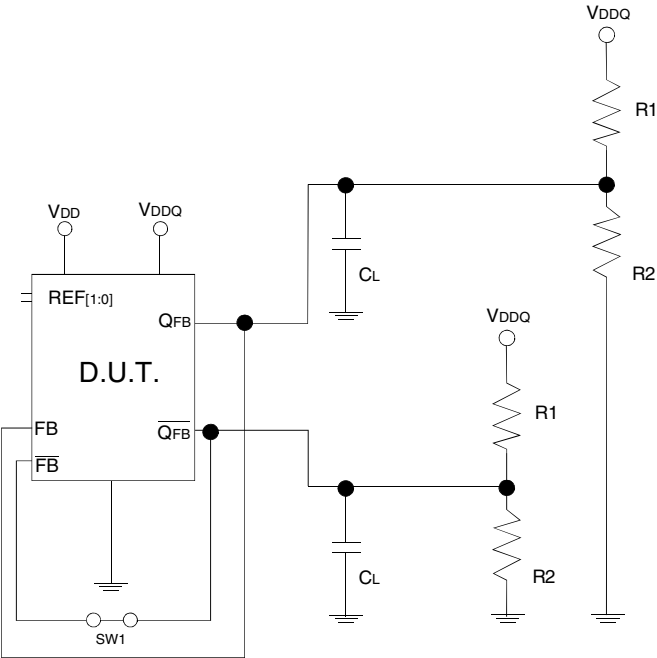 VDDQ
R1
VDD
VDDQ
R2
REF[1:0]
CL
QFB
VDDQ
D.U.T.
R1
FB
QFB
FB
CL
R2
SW1